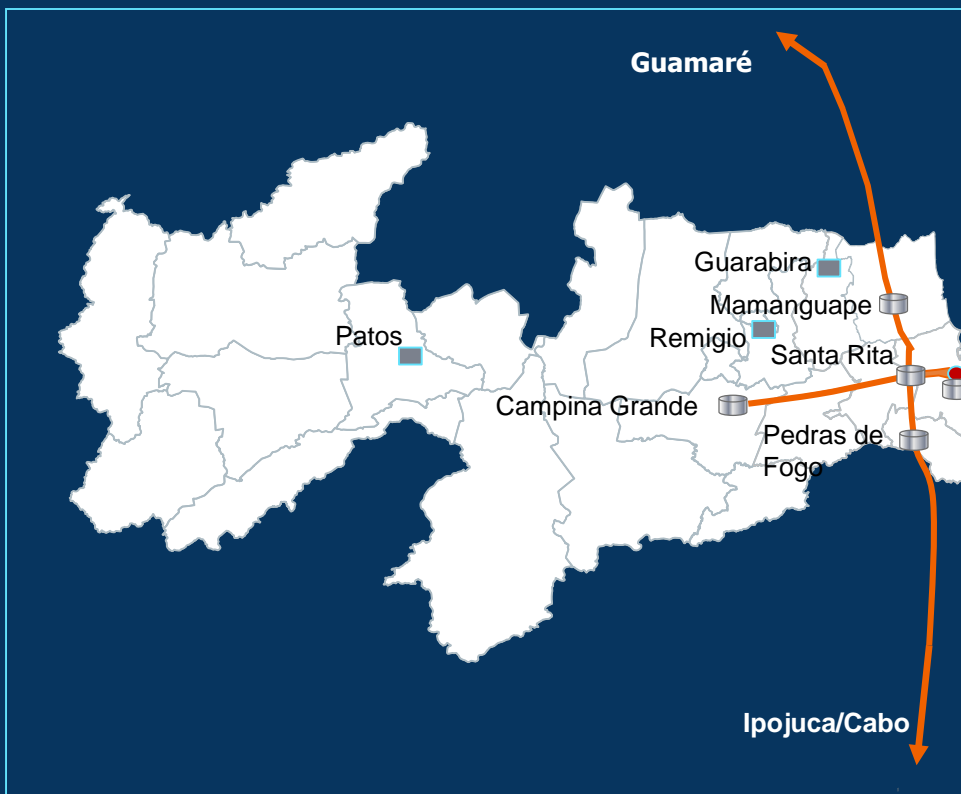 Guamaré
Guarabira
Mamanguape
Remigio
Patos
Santa Rita
Campina Grande
Pedras de
Fogo
Ipojuca/Cabo